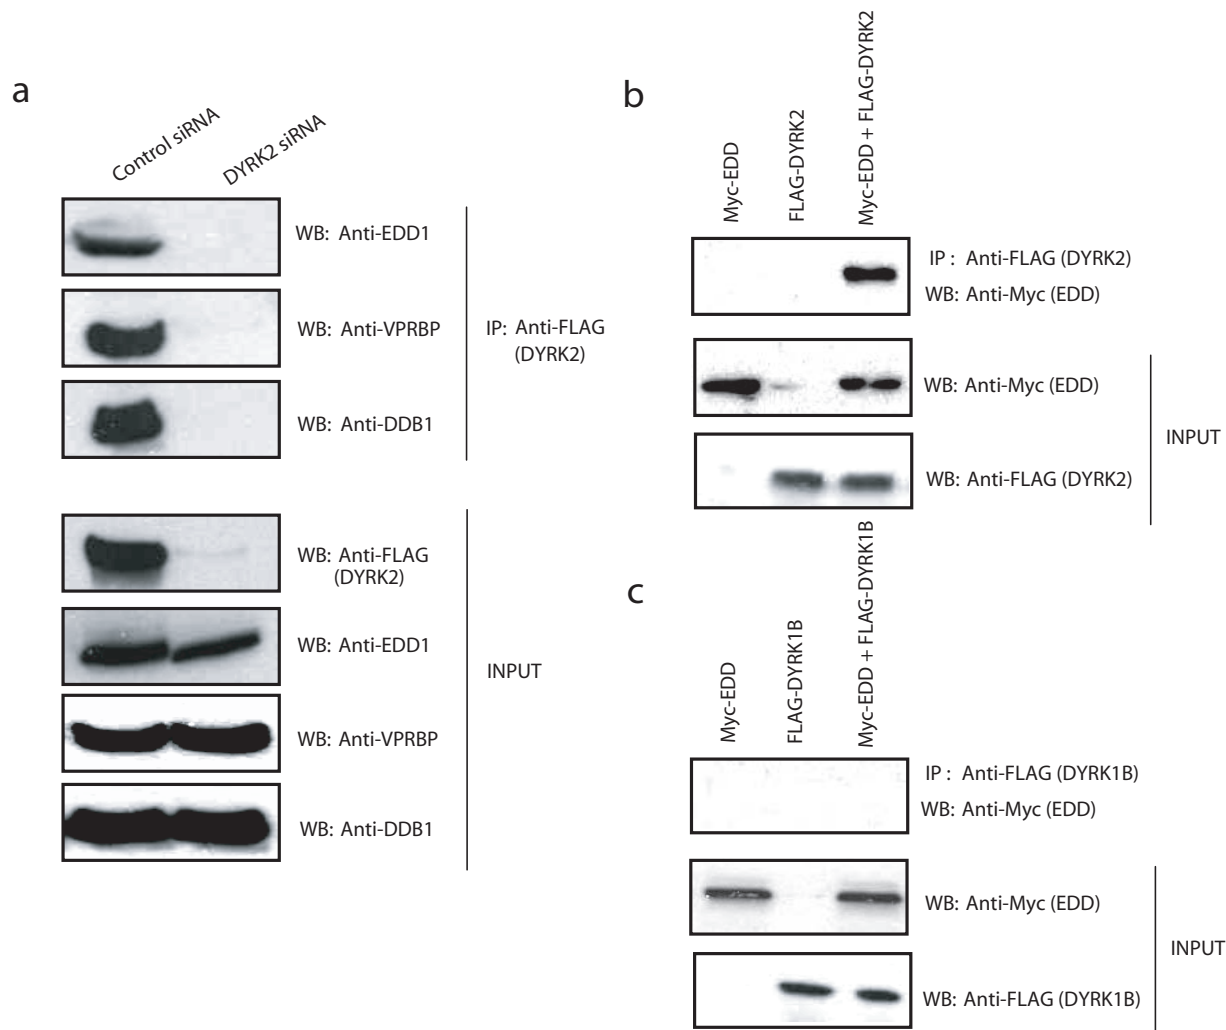 a
Control siRNA
DYRK2 siRNA
WB: Anti-EDD1
WB: Anti-VPRBP
WB: Anti-DDB1
IP: Anti-FLAG
(DYRK2)
WB: Anti-FLAG
(DYRK2)
WB: Anti-EDD1
WB: Anti-VPRBP
WB: Anti-DDB1
INPUT
b
Myc-EDD
FLAG-DYRK2
Myc-EDD + FLAG-DYRK2
IP : Anti-FLAG (DYRK2)
WB: Anti-Myc (EDD)
WB: Anti-Myc (EDD)
WB: Anti-FLAG (DYRK2)
INPUT
c
Myc-EDD
FLAG-DYRK1B
Myc-EDD + FLAG-DYRK1B
IP : Anti-FLAG (DYRK1B)
WB: Anti-Myc (EDD)
WB: Anti-Myc (EDD)
WB: Anti-FLAG (DYRK1B)
INPUT